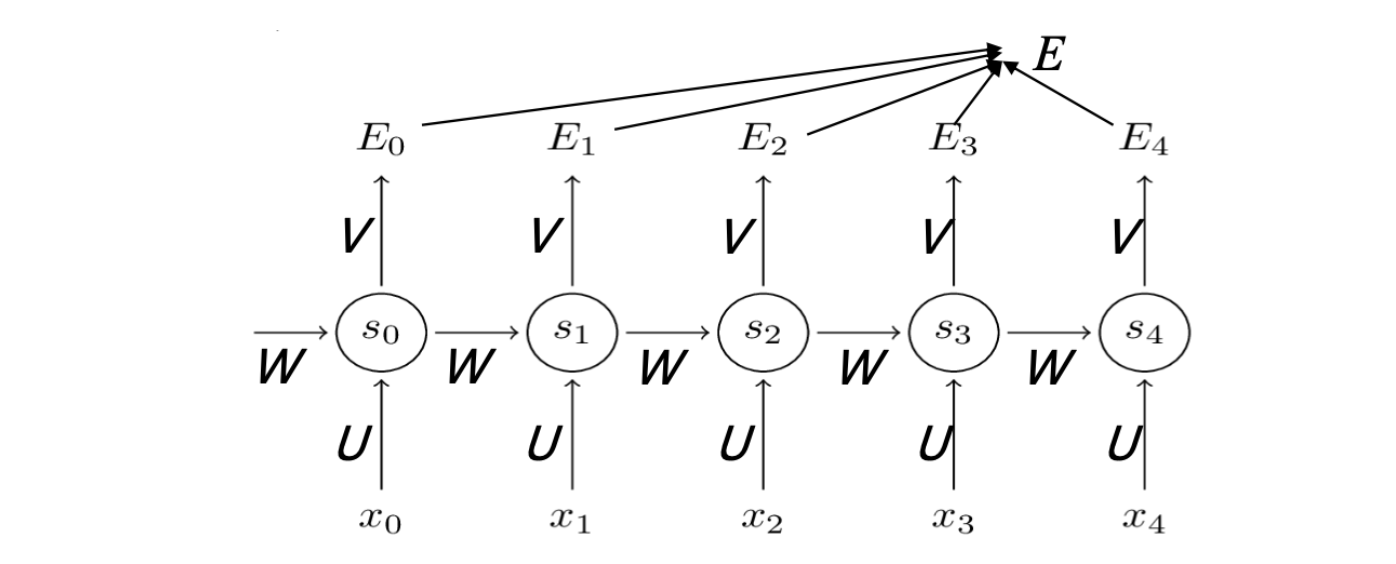 E
E₀ E₁ E₂ E₃ E₄
V V V V V
s₀ s₁ s₂ s₃ s₄
W W W W W
U U U U U
x₀ x₁ x₂ x₃ x₄